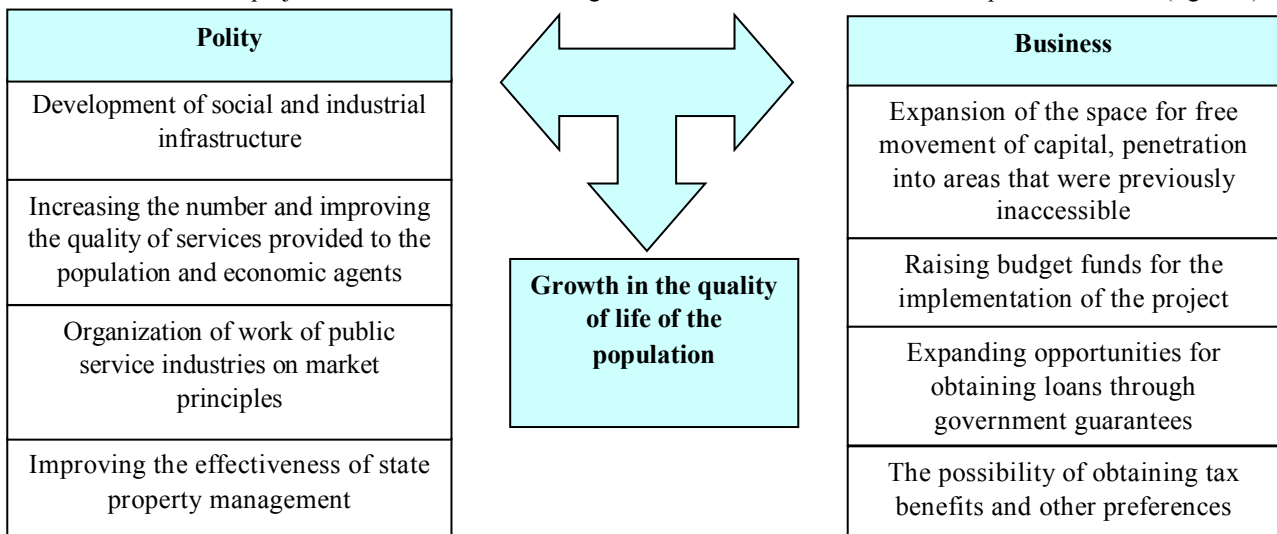 Polity
Development of social and industrial
infrastructure
Increasing the number and improving
the quality of services provided to the
population and economic agents
Organization of work of public
service industries on market
principles
Improving the effectiveness of state
property management
Growth in the quality
of life of the
population
Business
Expansion of the space for free
movement of capital, penetration
into areas that were previously
inaccessible
Raising budget funds for the
implementation of the project
Expanding opportunities for
obtaining loans through
government guarantees
The possibility of obtaining tax
benefits and other preferences